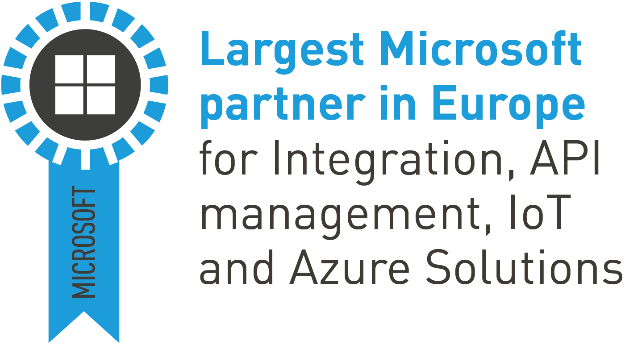 Largest Microsoft
partner in Europe
for Integration, API
management, IoT
and Azure Solutions
MICROSOFT